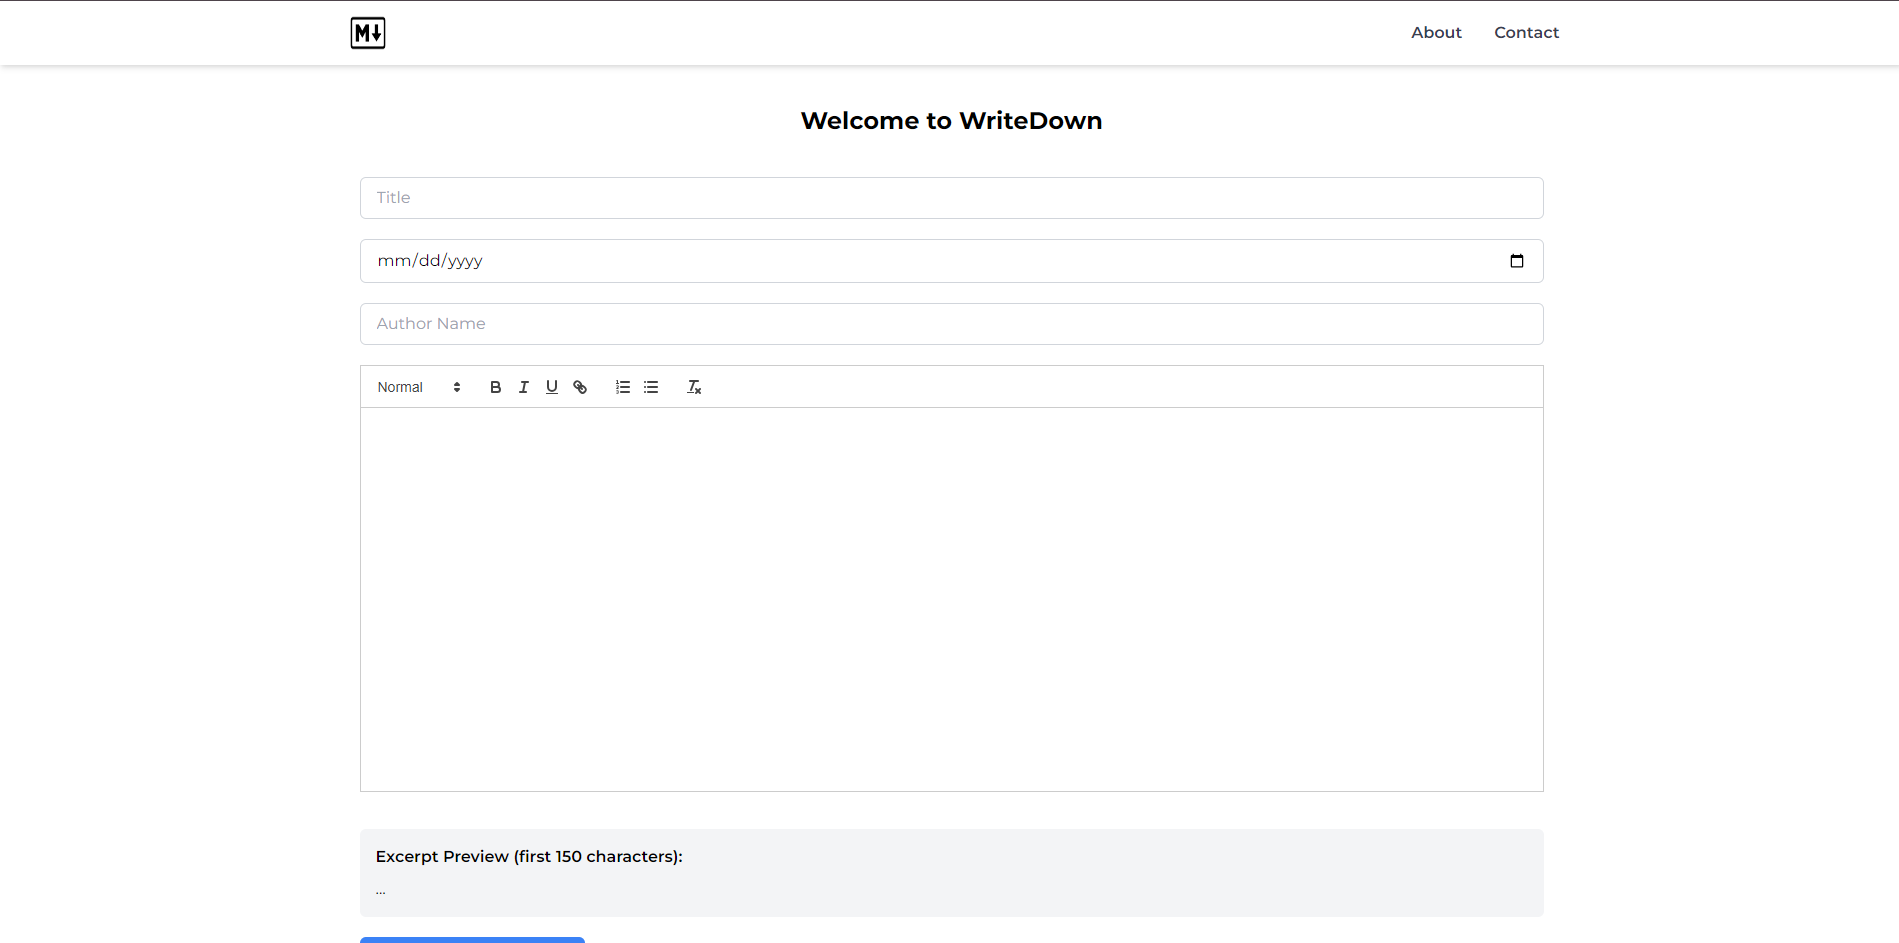 M↓ About Contact
Welcome to WriteDown
Title
mm/dd/yyyy
Author Name
Normal B I U
Excerpt Preview (first 150 characters):
...